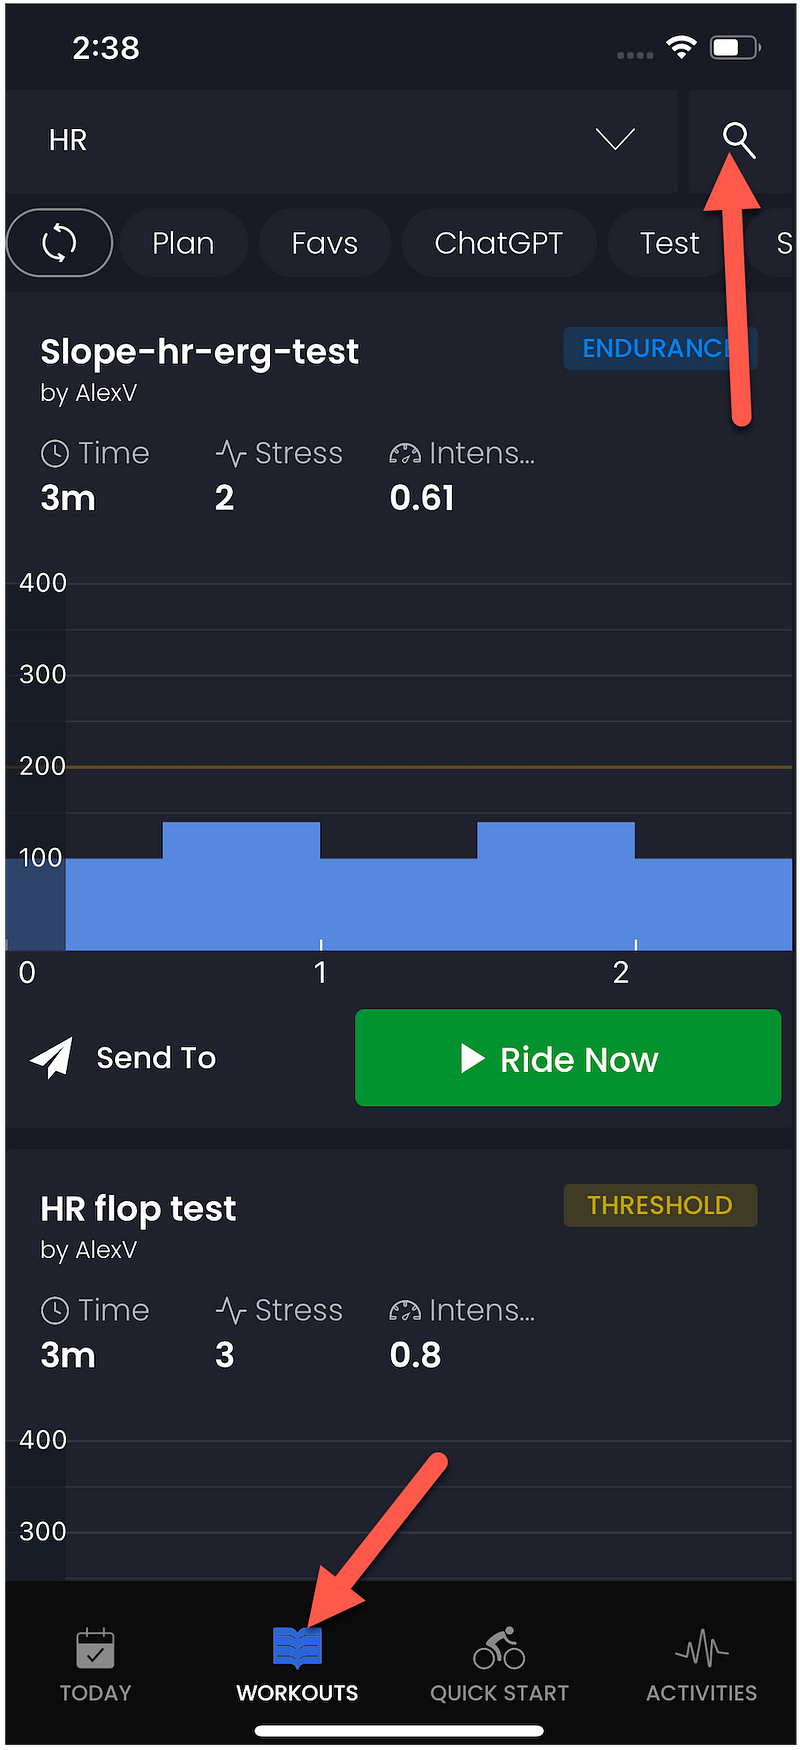 2:38
HR
Plan Favs ChatGPT Test S
Slope-hr-erg-test ENDURANC
by AlexV
Time Stress Intens...
3m 2 0.61
400
300
200
100
0 1 2
Send To Ride Now
HR flop test THRESHOLD
by AlexV
Time Stress Intens...
3m 3 0.8
400
300
TODAY WORKOUTS QUICK START ACTIVITIES